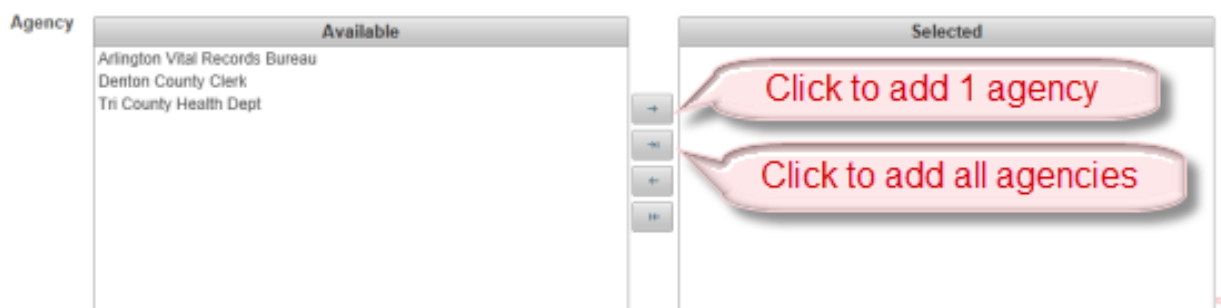 Agency
Available
Selected
Arlington Vital Records Bureau
Denton County Clerk
Tri County Health Dept
Click to add 1 agency
Click to add all agencies